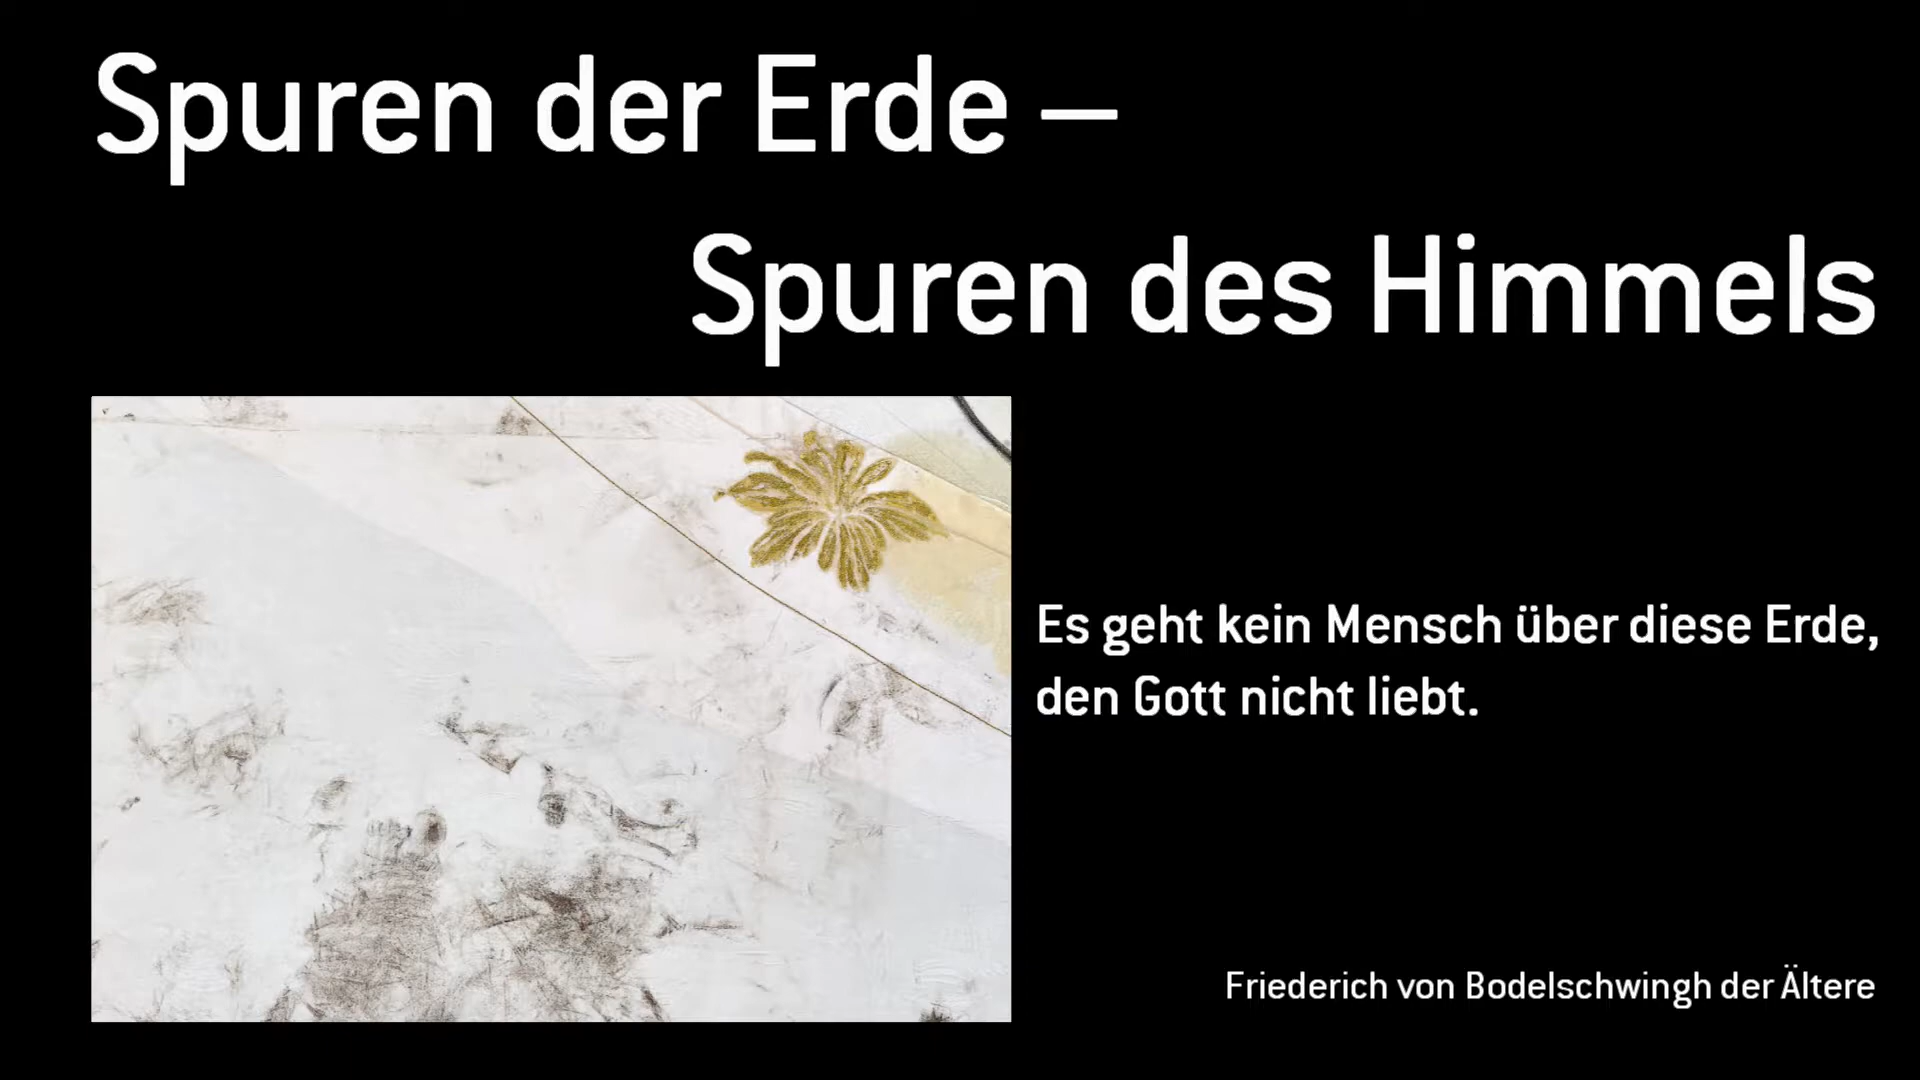 Spuren der Erde –
Spuren des Himmels
Es geht kein Mensch über diese Erde,
den Gott nicht liebt.
Friederich von Bodelschwingh der Ältere